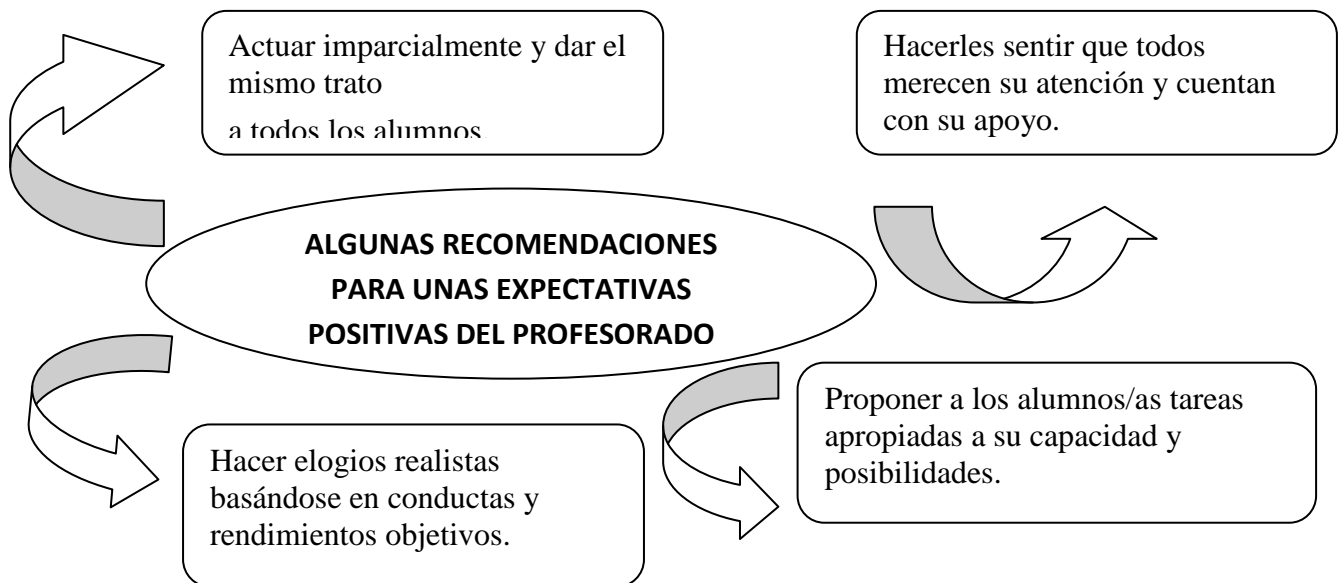 Actuar imparcialmente y dar el
mismo trato
a todos los alumnos
Hacerles sentir que todos
merecen su atención y cuentan
con su apoyo.
ALGUNAS RECOMENDACIONES
PARA UNAS EXPECTATIVAS
POSITIVAS DEL PROFESORADO
Hacer elogios realistas
basándose en conductas y
rendimientos objetivos.
Proponer a los alumnos/as tareas
apropiadas a su capacidad y
posibilidades.